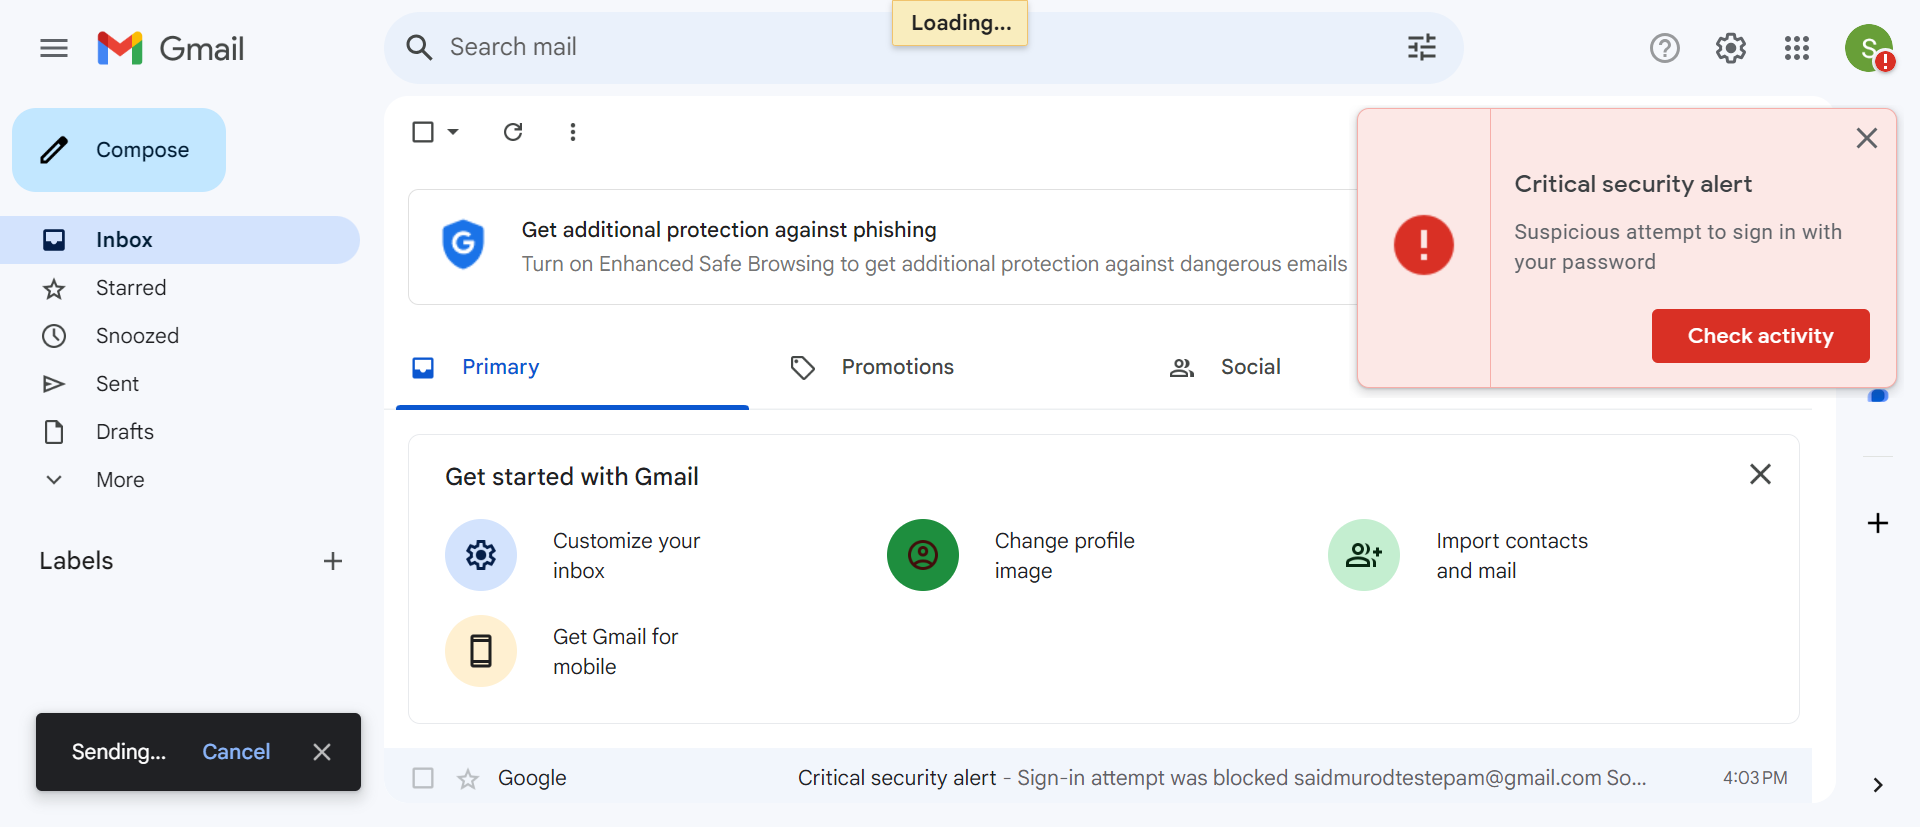 Loading...
Gmail
Search mail
S
Compose
Inbox
Starred
Snoozed
Sent
Drafts
More
Labels
Get additional protection against phishing
Turn on Enhanced Safe Browsing to get additional protection against dangerous emails
Critical security alert
Suspicious attempt to sign in with
your password
Check activity
Primary
Promotions
Social
Get started with Gmail
Customize your
inbox
Change profile
image
Import contacts
and mail
Get Gmail for
mobile
Sending...
Cancel
Google
Critical security alert - Sign-in attempt was blocked saidmurodtestepam@gmail.com So...
4:03 PM